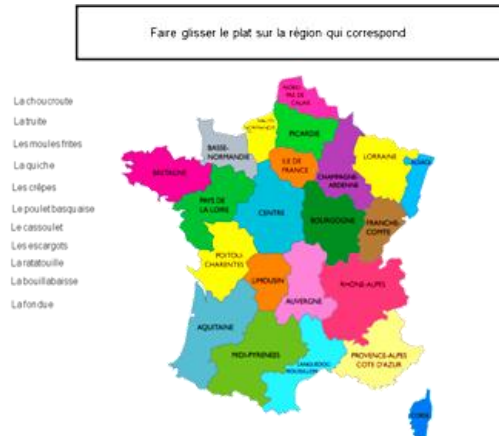 Faire glisser le plat sur la région qui correspond
La choucroute
La truite
Les moules frites
La quiche
Les crêpes
Le poulet basquaise
Le cassoulet
Les escargots
La ratatouille
La bouillabaisse
La fondue
NORD-
PAS DE
CALAIS
HAUTE-
NORMANDIE
PICARDIE
BASSE-
NORMANDIE
ILE DE
FRANCE
CHAMPAGNE-
ARDENNE
LORRAINE
ALSACE
BRETAGNE
PAYS DE
LA LOIRE
CENTRE
BOURGOGNE
FRANCHE-
COMTE
POITOU-
CHARENTES
LIMOUSIN
AUVERGNE
RHONE-ALPES
AQUITAINE
MIDI-PYRENEES
LANGUEDOC-
ROUSSILLON
PROVENCE-ALPES
COTE D'AZUR
CORSE